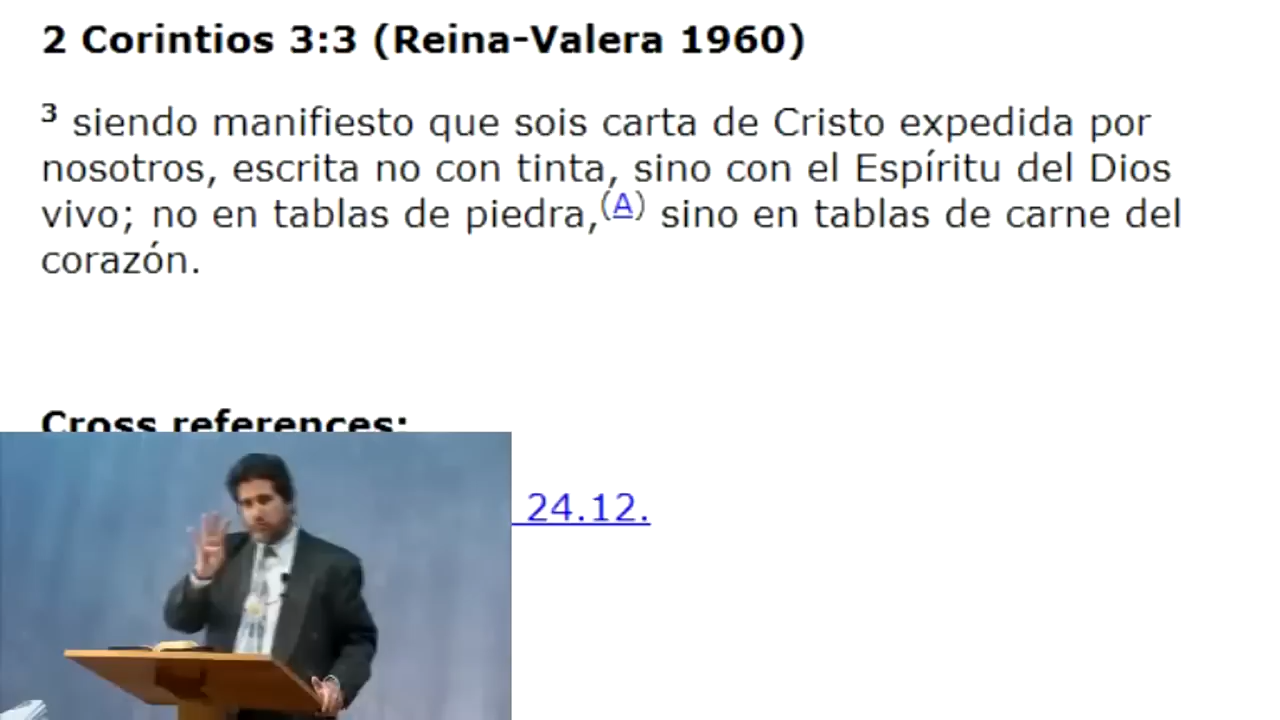 2 Corintios 3:3 (Reina-Valera 1960)
3 siendo manifiesto que sois carta de Cristo expedida por
nosotros, escrita no con tinta, sino con el Espíritu del Dios
vivo; no en tablas de piedra,(A) sino en tablas de carne del
corazón.
Cross references:
24.12.